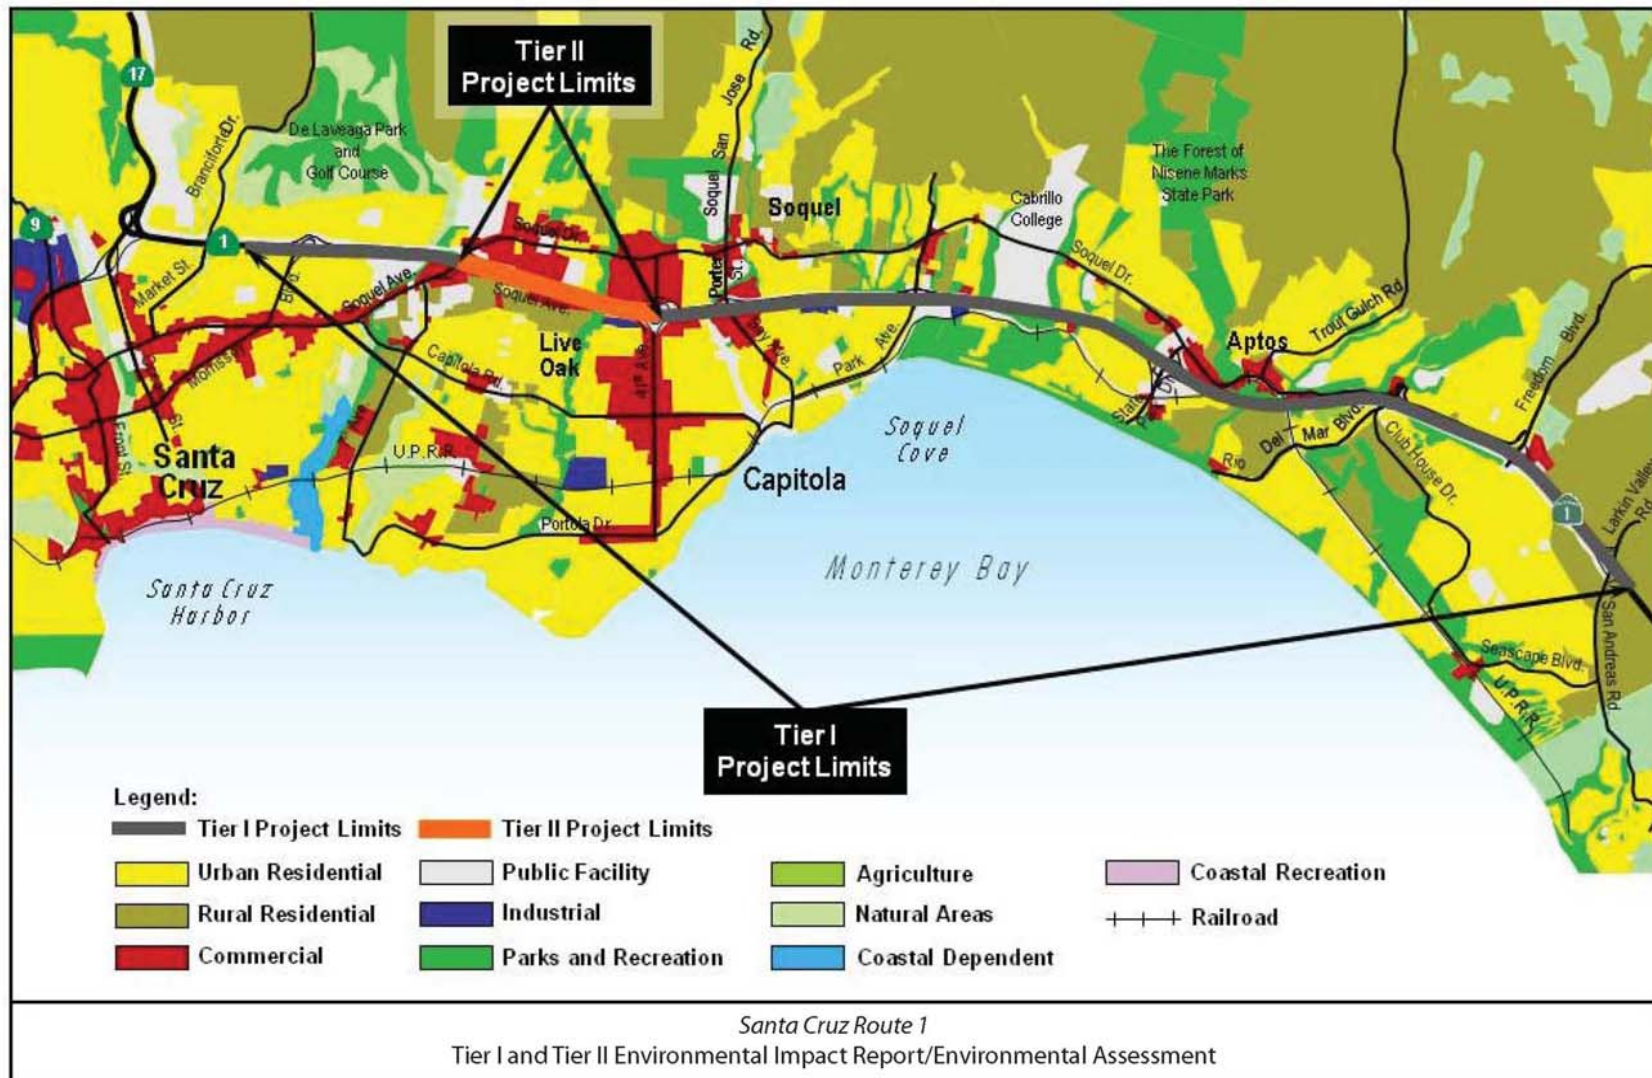 Tier II
Project Limits
17
Branciforte Dr.
De Laveaga Park
and
Golf Course
Soquel San Jose Rd.
9
1
Market St.
Blvd.
Soquel Ave.
Soquel Dr.
Soquel Ave.
Porter St.
Soquel
Cabrillo
College
The Forest of
Nisene Marks
State Park
Soquel Dr.
Trout Gulch Rd
Aptos
Freedom Blvd.
Live
Oak
Capitola Rd.
41st Ave.
Bay Ave.
Park Ave.
State Park Dr.
Rio Del Mar Blvd.
Club House Dr.
1
Larkin Valley Rd.
Santa
Cruz
Front St.
St.
U.P.R.R.
Portola Dr.
Capitola
Soquel
Cove
Monterey Bay
Santa Cruz
Harbor
San Andreas Rd
Seascape Blvd.
U.P.R.R.
Tier I
Project Limits
Legend:
Tier I Project Limits
Tier II Project Limits
Urban Residential
Public Facility
Agriculture
Coastal Recreation
Rural Residential
Industrial
Natural Areas
Railroad
Commercial
Parks and Recreation
Coastal Dependent
Santa Cruz Route 1
Tier I and Tier II Environmental Impact Report/Environmental Assessment